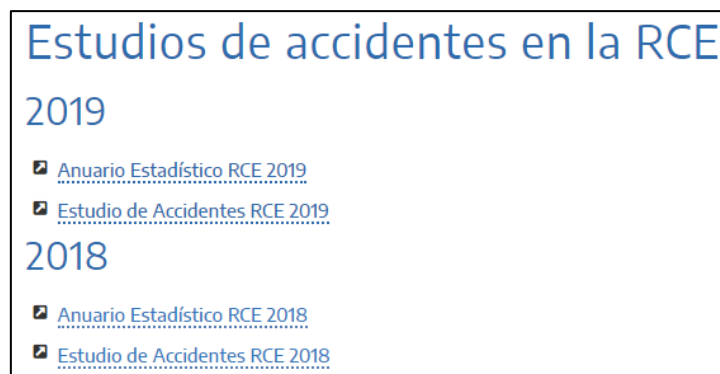 Estudios de accidentes en la RCE
2019
Anuario Estadístico RCE 2019
Estudio de Accidentes RCE 2019
2018
Anuario Estadístico RCE 2018
Estudio de Accidentes RCE 2018